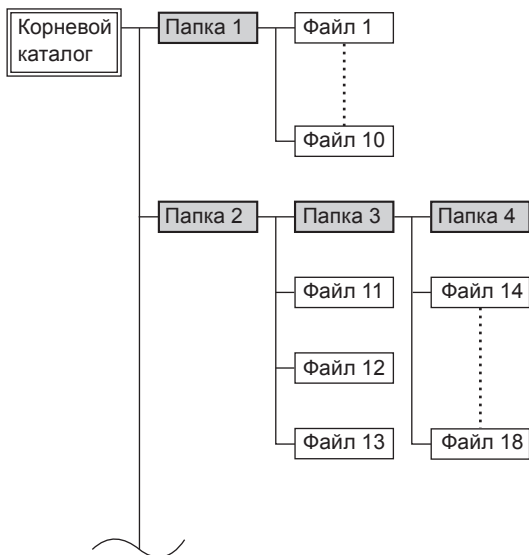 Корневой
каталог
Папка 1
Файл 1
Файл 10
Папка 2
Папка 3
Папка 4
Файл 11
Файл 14
Файл 12
Файл 13
Файл 18